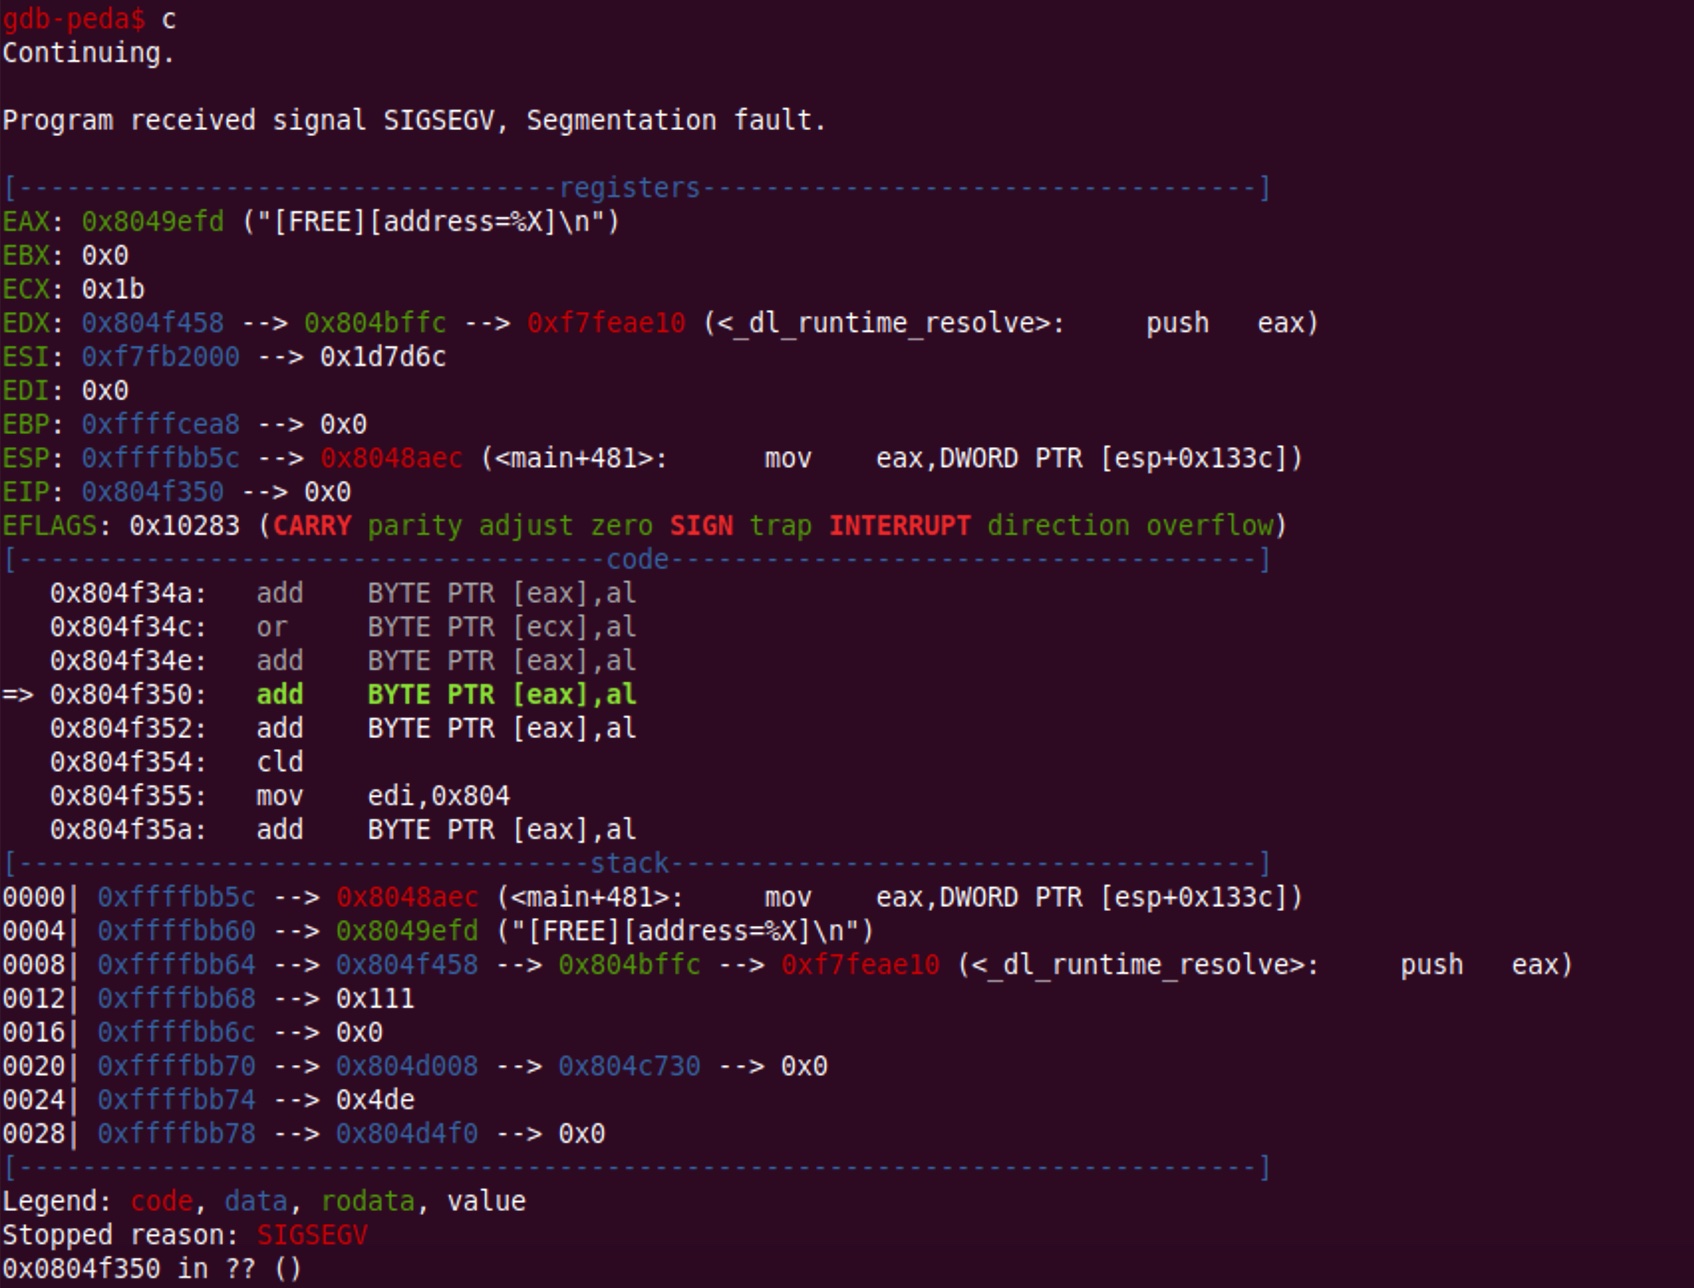 gdb-peda$ c
Continuing.
Program received signal SIGSEGV, Segmentation fault.
[----------------------------------registers-----------------------------------]
EAX: 0x8049efd ("[FREE][address=%X]\n")
EBX: 0x0
ECX: 0x1b
EDX: 0x804f458 --> 0x804bffc --> 0xf7feae10 (<_dl_runtime_resolve>:     push   eax)
ESI: 0xf7fb2000 --> 0x1d7d6c
EDI: 0x0
EBP: 0xffffcea8 --> 0x0
ESP: 0xffffbb5c --> 0x8048aec (<main+481>:      mov    eax,DWORD PTR [esp+0x133c])
EIP: 0x804f350 --> 0x0
EFLAGS: 0x10283 (CARRY parity adjust zero SIGN trap INTERRUPT direction overflow)
[-------------------------------------code-------------------------------------]
   0x804f34a:   add    BYTE PTR [eax],al
   0x804f34c:   or     BYTE PTR [ecx],al
   0x804f34e:   add    BYTE PTR [eax],al
=> 0x804f350:   add    BYTE PTR [eax],al
   0x804f352:   add    BYTE PTR [eax],al
   0x804f354:   cld
   0x804f355:   mov    edi,0x804
   0x804f35a:   add    BYTE PTR [eax],al
[------------------------------------stack-------------------------------------]
0000| 0xffffbb5c --> 0x8048aec (<main+481>:      mov    eax,DWORD PTR [esp+0x133c])
0004| 0xffffbb60 --> 0x8049efd ("[FREE][address=%X]\n")
0008| 0xffffbb64 --> 0x804f458 --> 0x804bffc --> 0xf7feae10 (<_dl_runtime_resolve>:     push   eax)
0012| 0xffffbb68 --> 0x111
0016| 0xffffbb6c --> 0x0
0020| 0xffffbb70 --> 0x804d008 --> 0x804c730 --> 0x0
0024| 0xffffbb74 --> 0x4de
0028| 0xffffbb78 --> 0x804d4f0 --> 0x0
[------------------------------------------------------------------------------]
Legend: code, data, rodata, value
Stopped reason: SIGSEGV
0x0804f350 in ?? ()